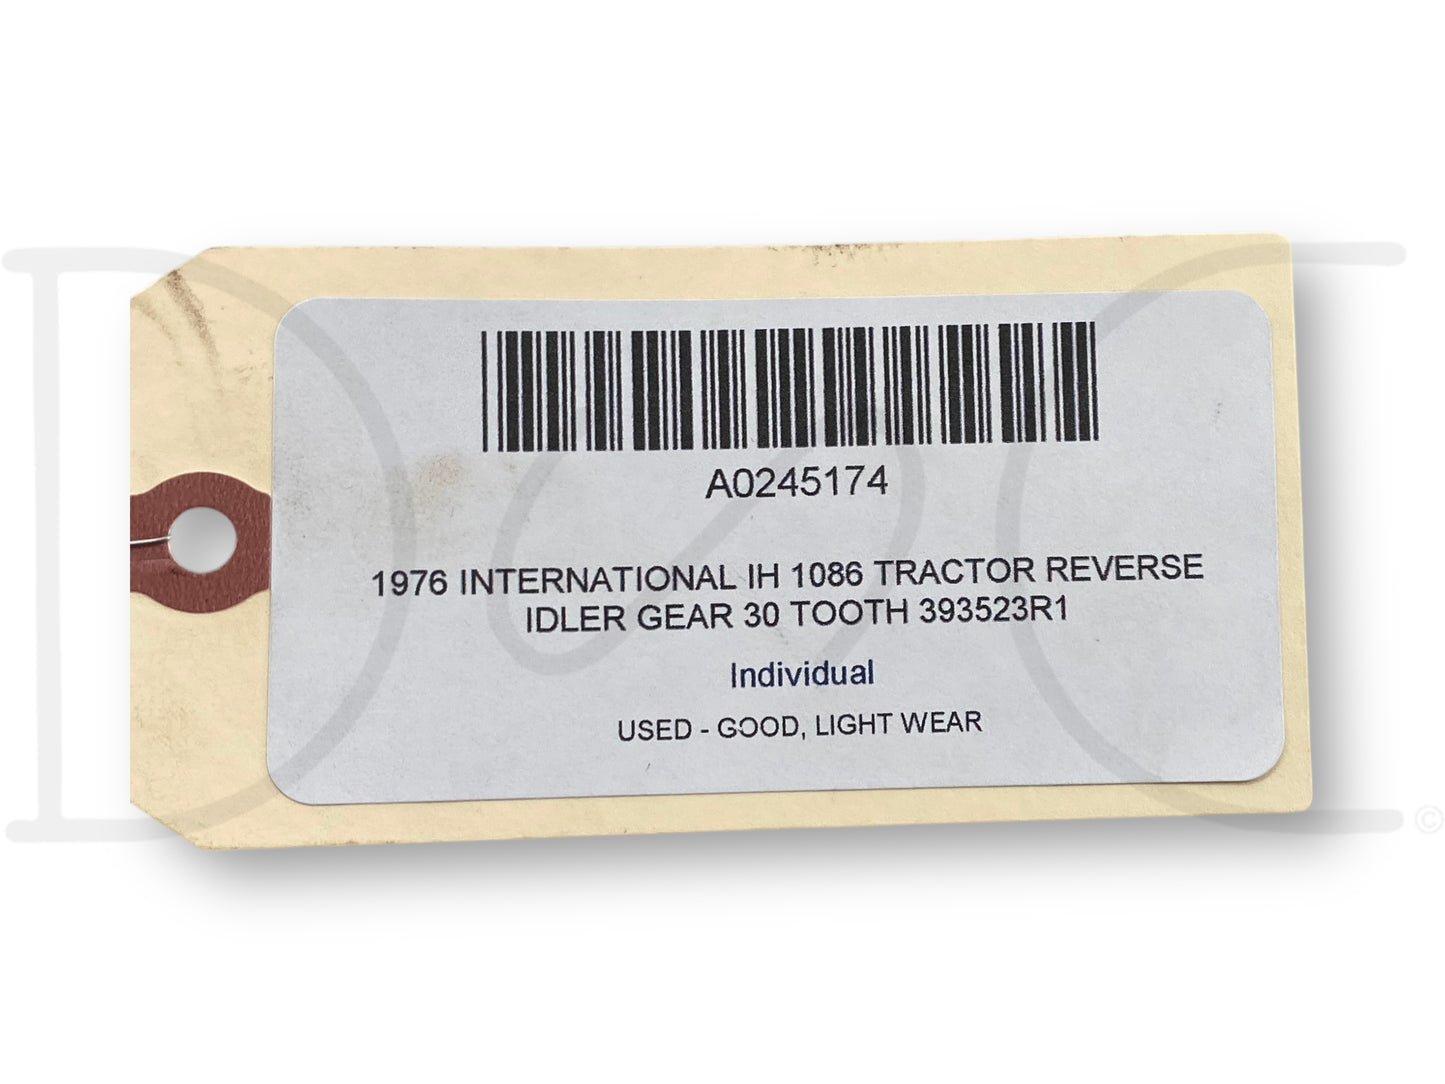 A0245174
1976 INTERNATIONAL IH 1086 TRACTOR REVERSE
IDLER GEAR 30 TOOTH 393523R1
Individual
USED - GOOD, LIGHT WEAR
©